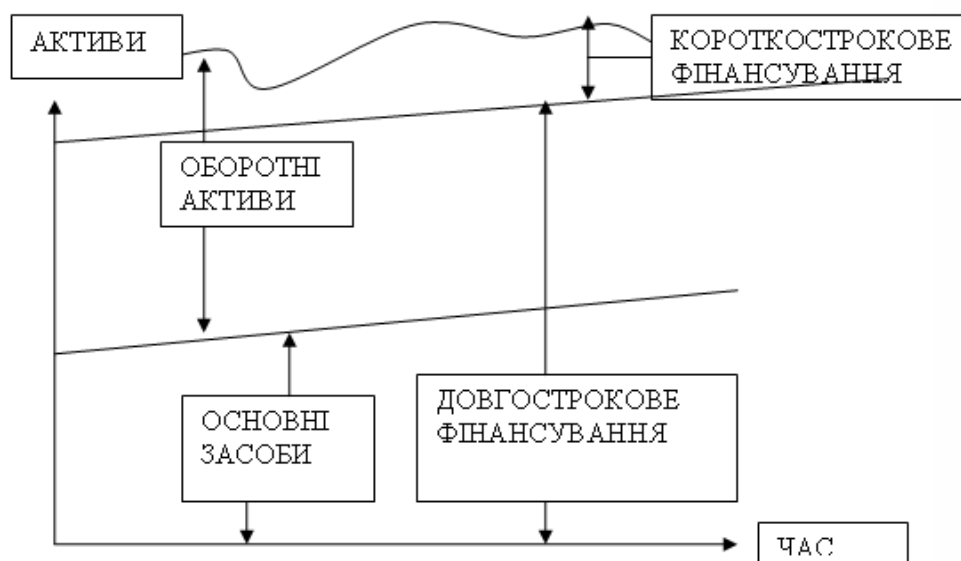 АКТИВИ
КОРОТКОСТРОКОВЕ
ФІНАНСУВАННЯ
ОБОРОТНІ
АКТИВИ
ОСНОВНІ
ЗАСОБИ
ДОВГОСТРОКОВЕ
ФІНАНСУВАННЯ
ЧАС